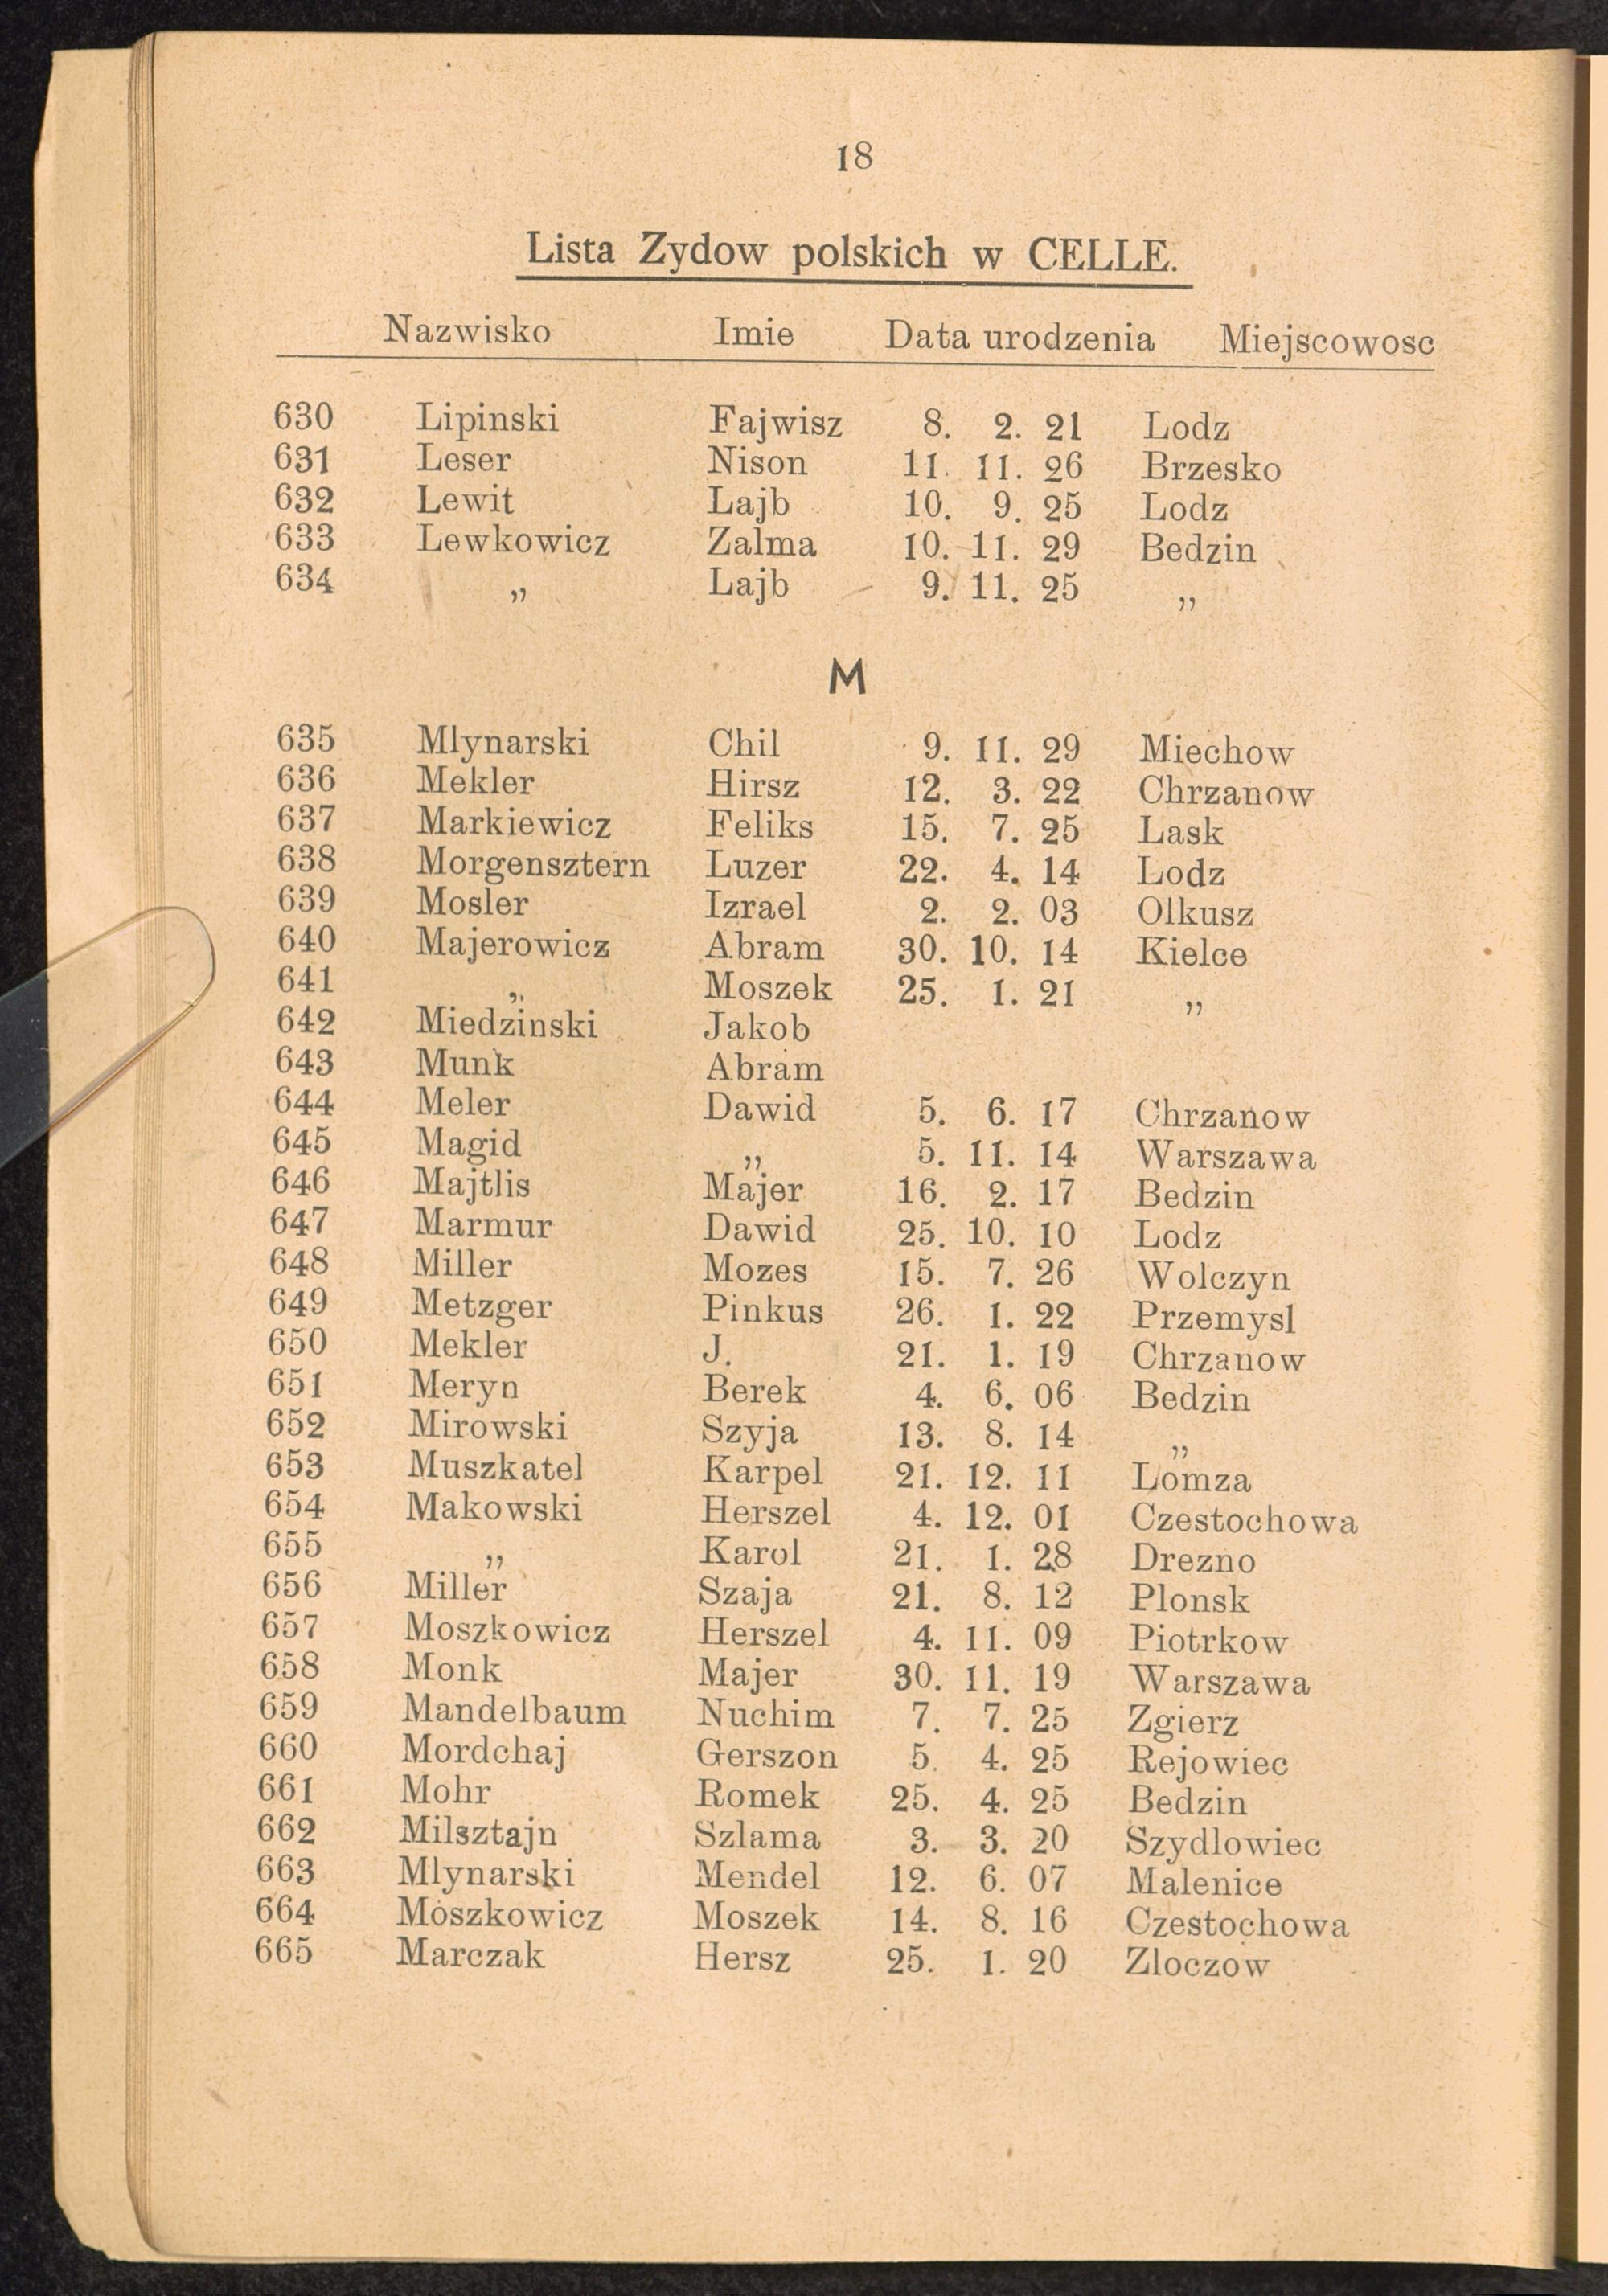 18
Lista Zydow polskich w CELLE.
Nazwisko Imie Data urodzenia Miejscowosc
630 Lipinski Fajwisz 8. 2. 21 Lodz
631 Leser Nison 11. 11. 26 Brzesko
632 Lewit Lajb 10. 9. 25 Lodz
633 Lewkowicz Zalma 10. 11. 29 Bedzin
634 „ Lajb 9. 11. 25 „
M
635 Mlynarski Chil 9. 11. 29 Miechow
636 Mekler Hirsz 12. 3. 22 Chrzanow
637 Markiewicz Feliks 15. 7. 25 Lask
638 Morgensztern Luzer 22. 4. 14 Lodz
639 Mosler Izrael 2. 2. 03 Olkusz
640 Majerowicz Abram 30. 10. 14 Kielce
641 „ Moszek 25. 1. 21 „
642 Miedzinski Jakob
643 Munk Abram
644 Meler Dawid 5. 6. 17 Chrzanow
645 Magid „ 5. 11. 14 Warszawa
646 Majtlis Majer 16. 2. 17 Bedzin
647 Marmur Dawid 25. 10. 10 Lodz
648 Miller Mozes 15. 7. 26 Wolczyn
649 Metzger Pinkus 26. 1. 22 Przemysl
650 Mekler J. 21. 1. 19 Chrzanow
651 Meryn Berek 4. 6. 06 Bedzin
652 Mirowski Szyja 13. 8. 14 „
653 Muszkatel Karpel 21. 12. 11 Lomza
654 Makowski Herszel 4. 12. 01 Czestochowa
655 „ Karol 21. 1. 28 Drezno
656 Miller Szaja 21. 8. 12 Plonsk
657 Moszkowicz Herszel 4. 11. 09 Piotrkow
658 Monk Majer 30. 11. 19 Warszawa
659 Mandelbaum Nuchim 7. 7. 25 Zgierz
660 Mordchaj Gerszon 5. 4. 25 Rejowiec
661 Mohr Romek 25. 4. 25 Bedzin
662 Milsztajn Szlama 3. 3. 20 Szydlowiec
663 Mlynarski Mendel 12. 6. 07 Malenice
664 Moszkowicz Moszek 14. 8. 16 Czestochowa
665 Marczak Hersz 25. 1. 20 Zloczow